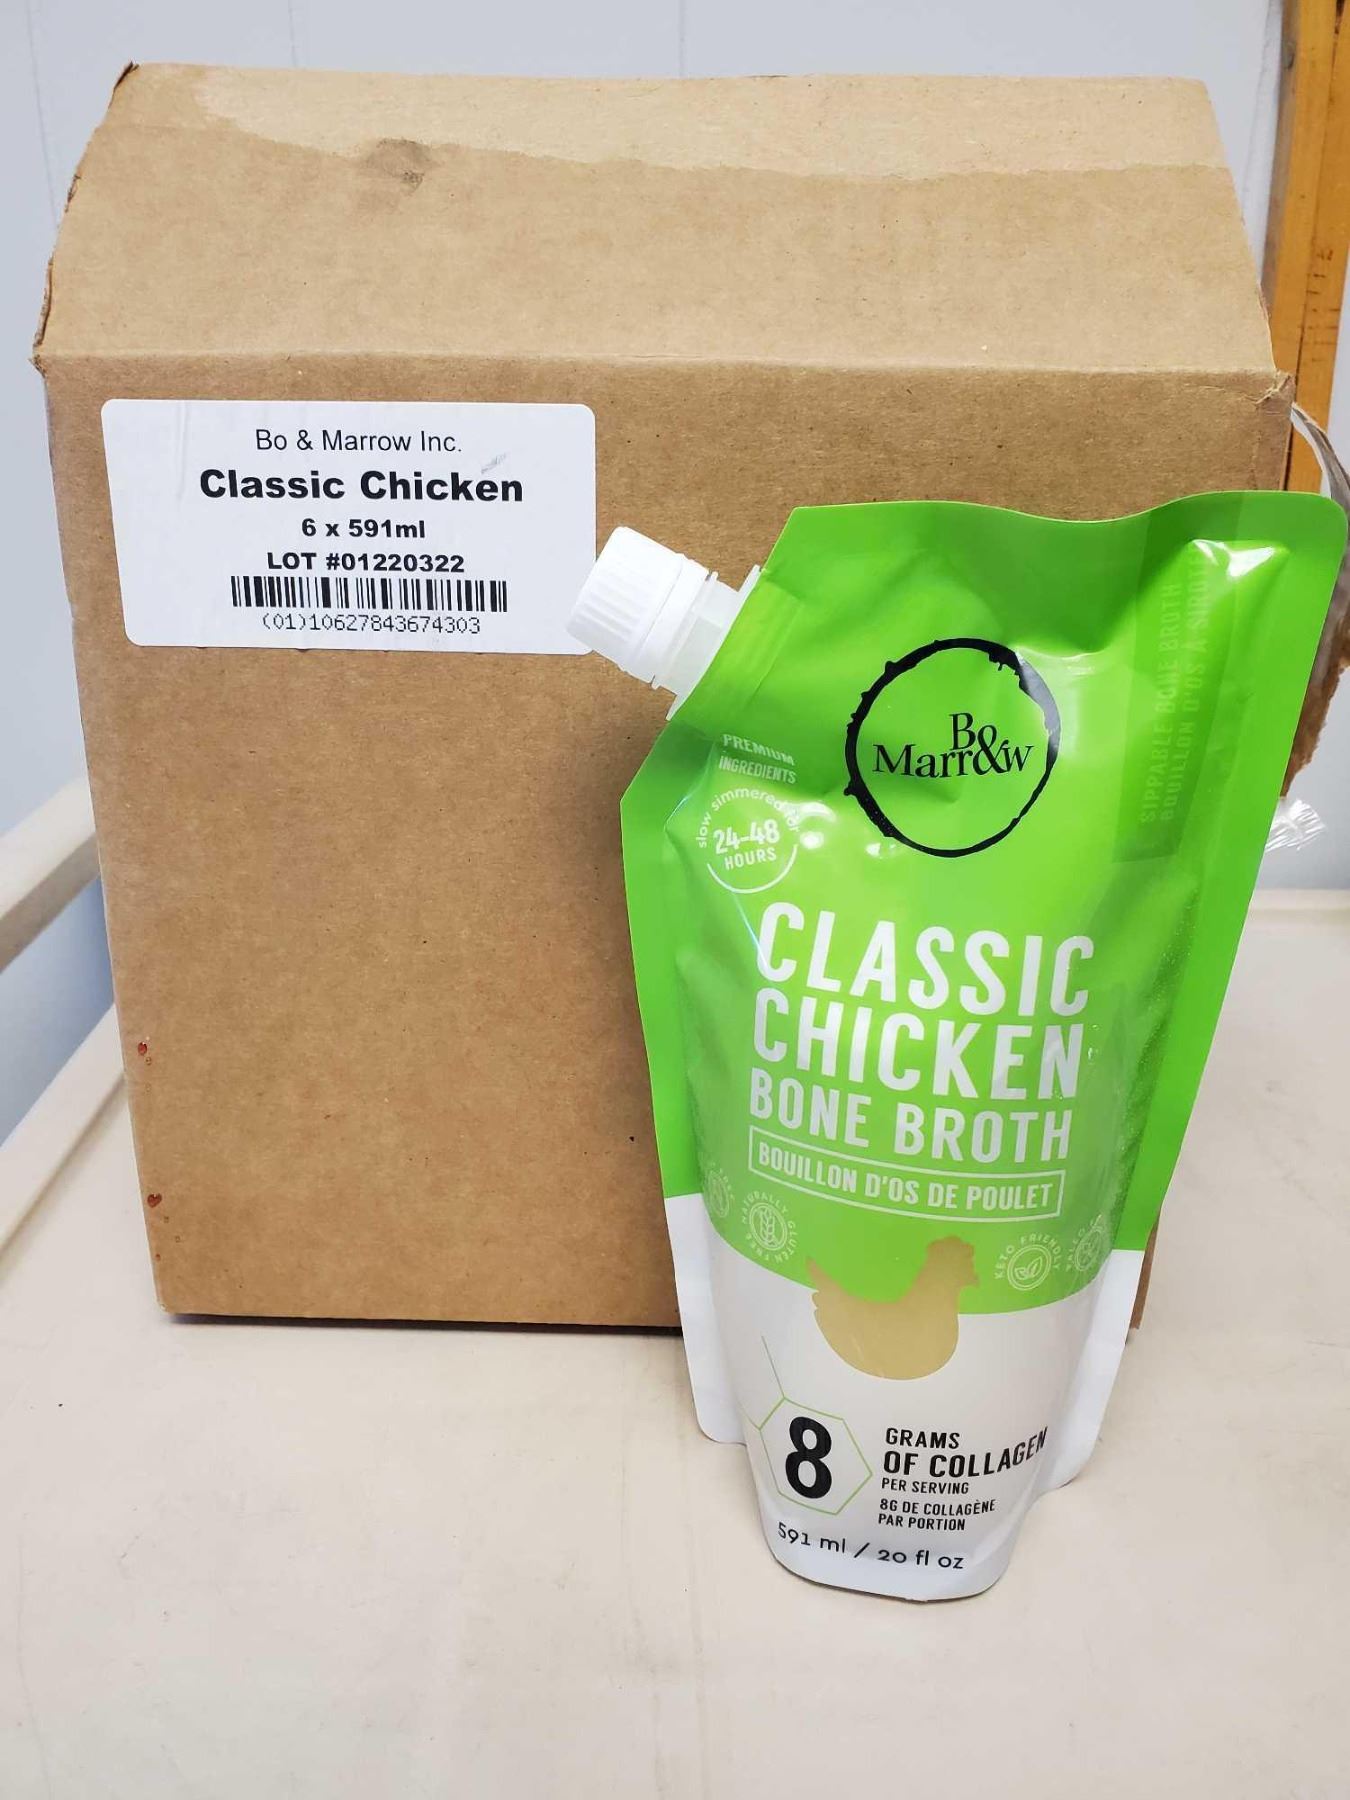 Bo & Marrow Inc.
Classic Chicken
6 x 591ml
LOT #01220322
(01)10627843674303
Bo
Marr&w
PREMIUM
INGREDIENTS
slow simmered for
24-48
HOURS
SIPPABLE BONE BROTH
BOUILLON D'OS À SIROTER
CLASSIC
CHICKEN
BONE BROTH
BOUILLON D'OS DE POULET
NATURALLY GLUTEN FREE
KETO FRIENDLY
PALEO
8
GRAMS
OF COLLAGEN
PER SERVING
8G DE COLLAGÈNE
PAR PORTION
591 ml / 20 fl oz